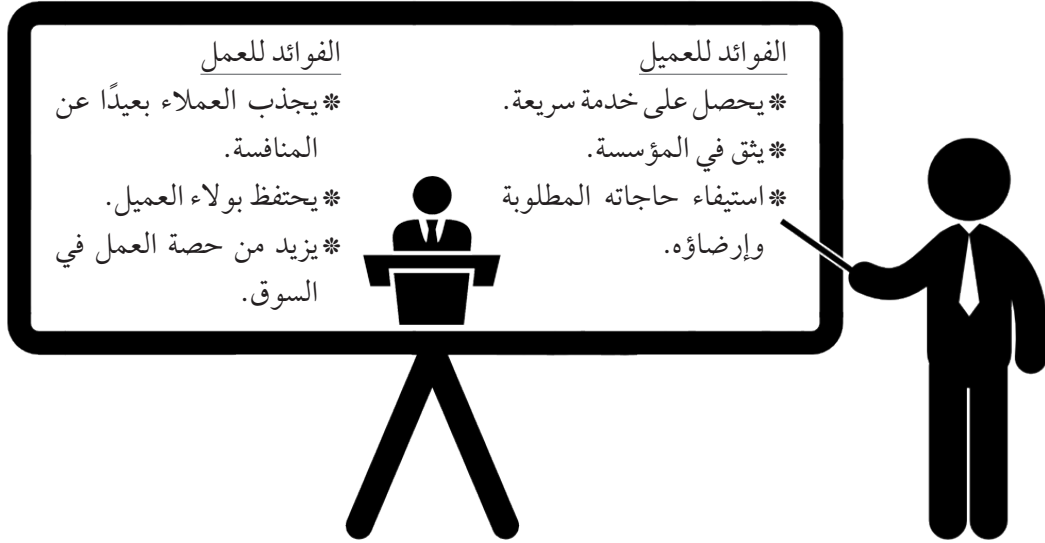 الفوائد للعميل
* يحصل على خدمة سريعة.
* يثق في المؤسسة.
* استيفاء حاجاته المطلوبة
وإرضاؤه.
الفوائد للعمل
* يجذب العملاء بعيدًا عن
المنافسة.
* يحتفظ بولاء العميل.
* يزيد من حصة العمل في
السوق.